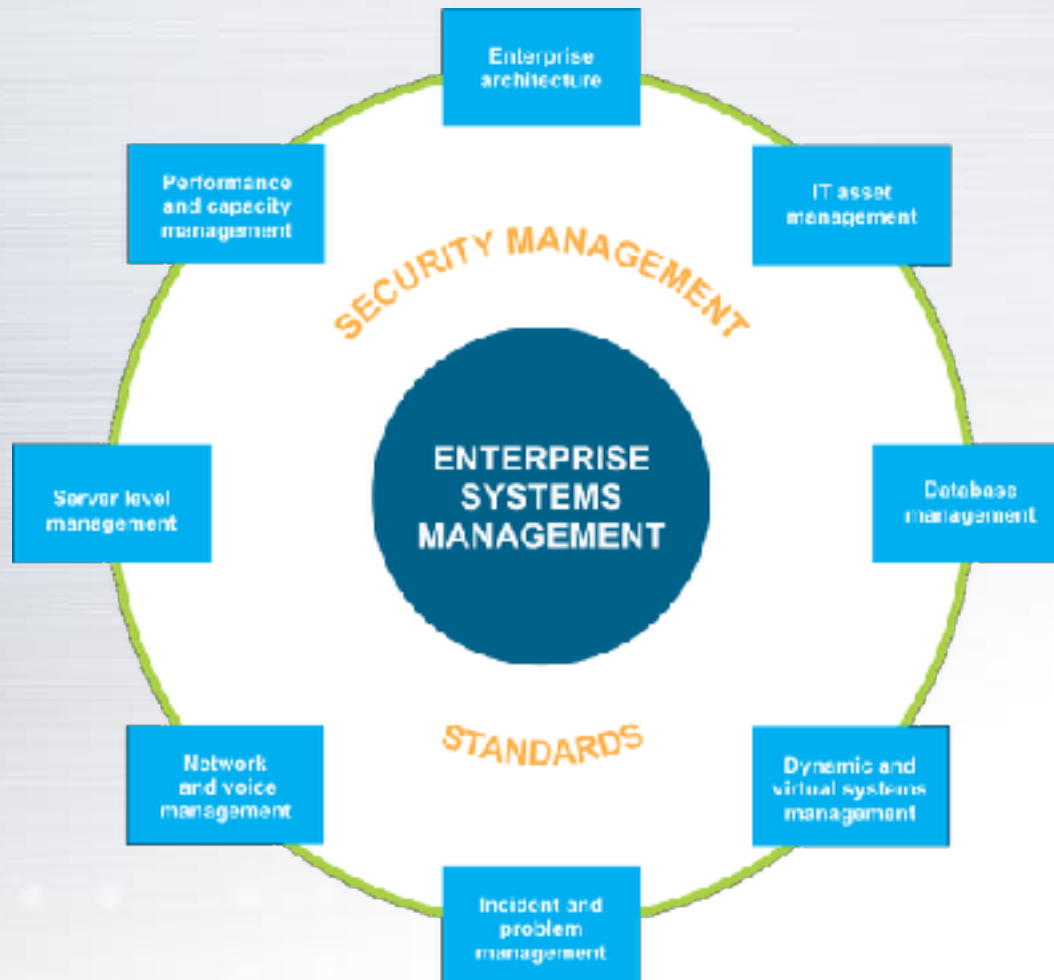 Enterprise
architecture
Performance
and capacity
management
IT asset
management
SECURITY MANAGEMENT
Server level
management
ENTERPRISE
SYSTEMS
MANAGEMENT
Database
management
STANDARDS
Network
and voice
management
Dynamic and
virtual systems
management
Incident and
problem
management